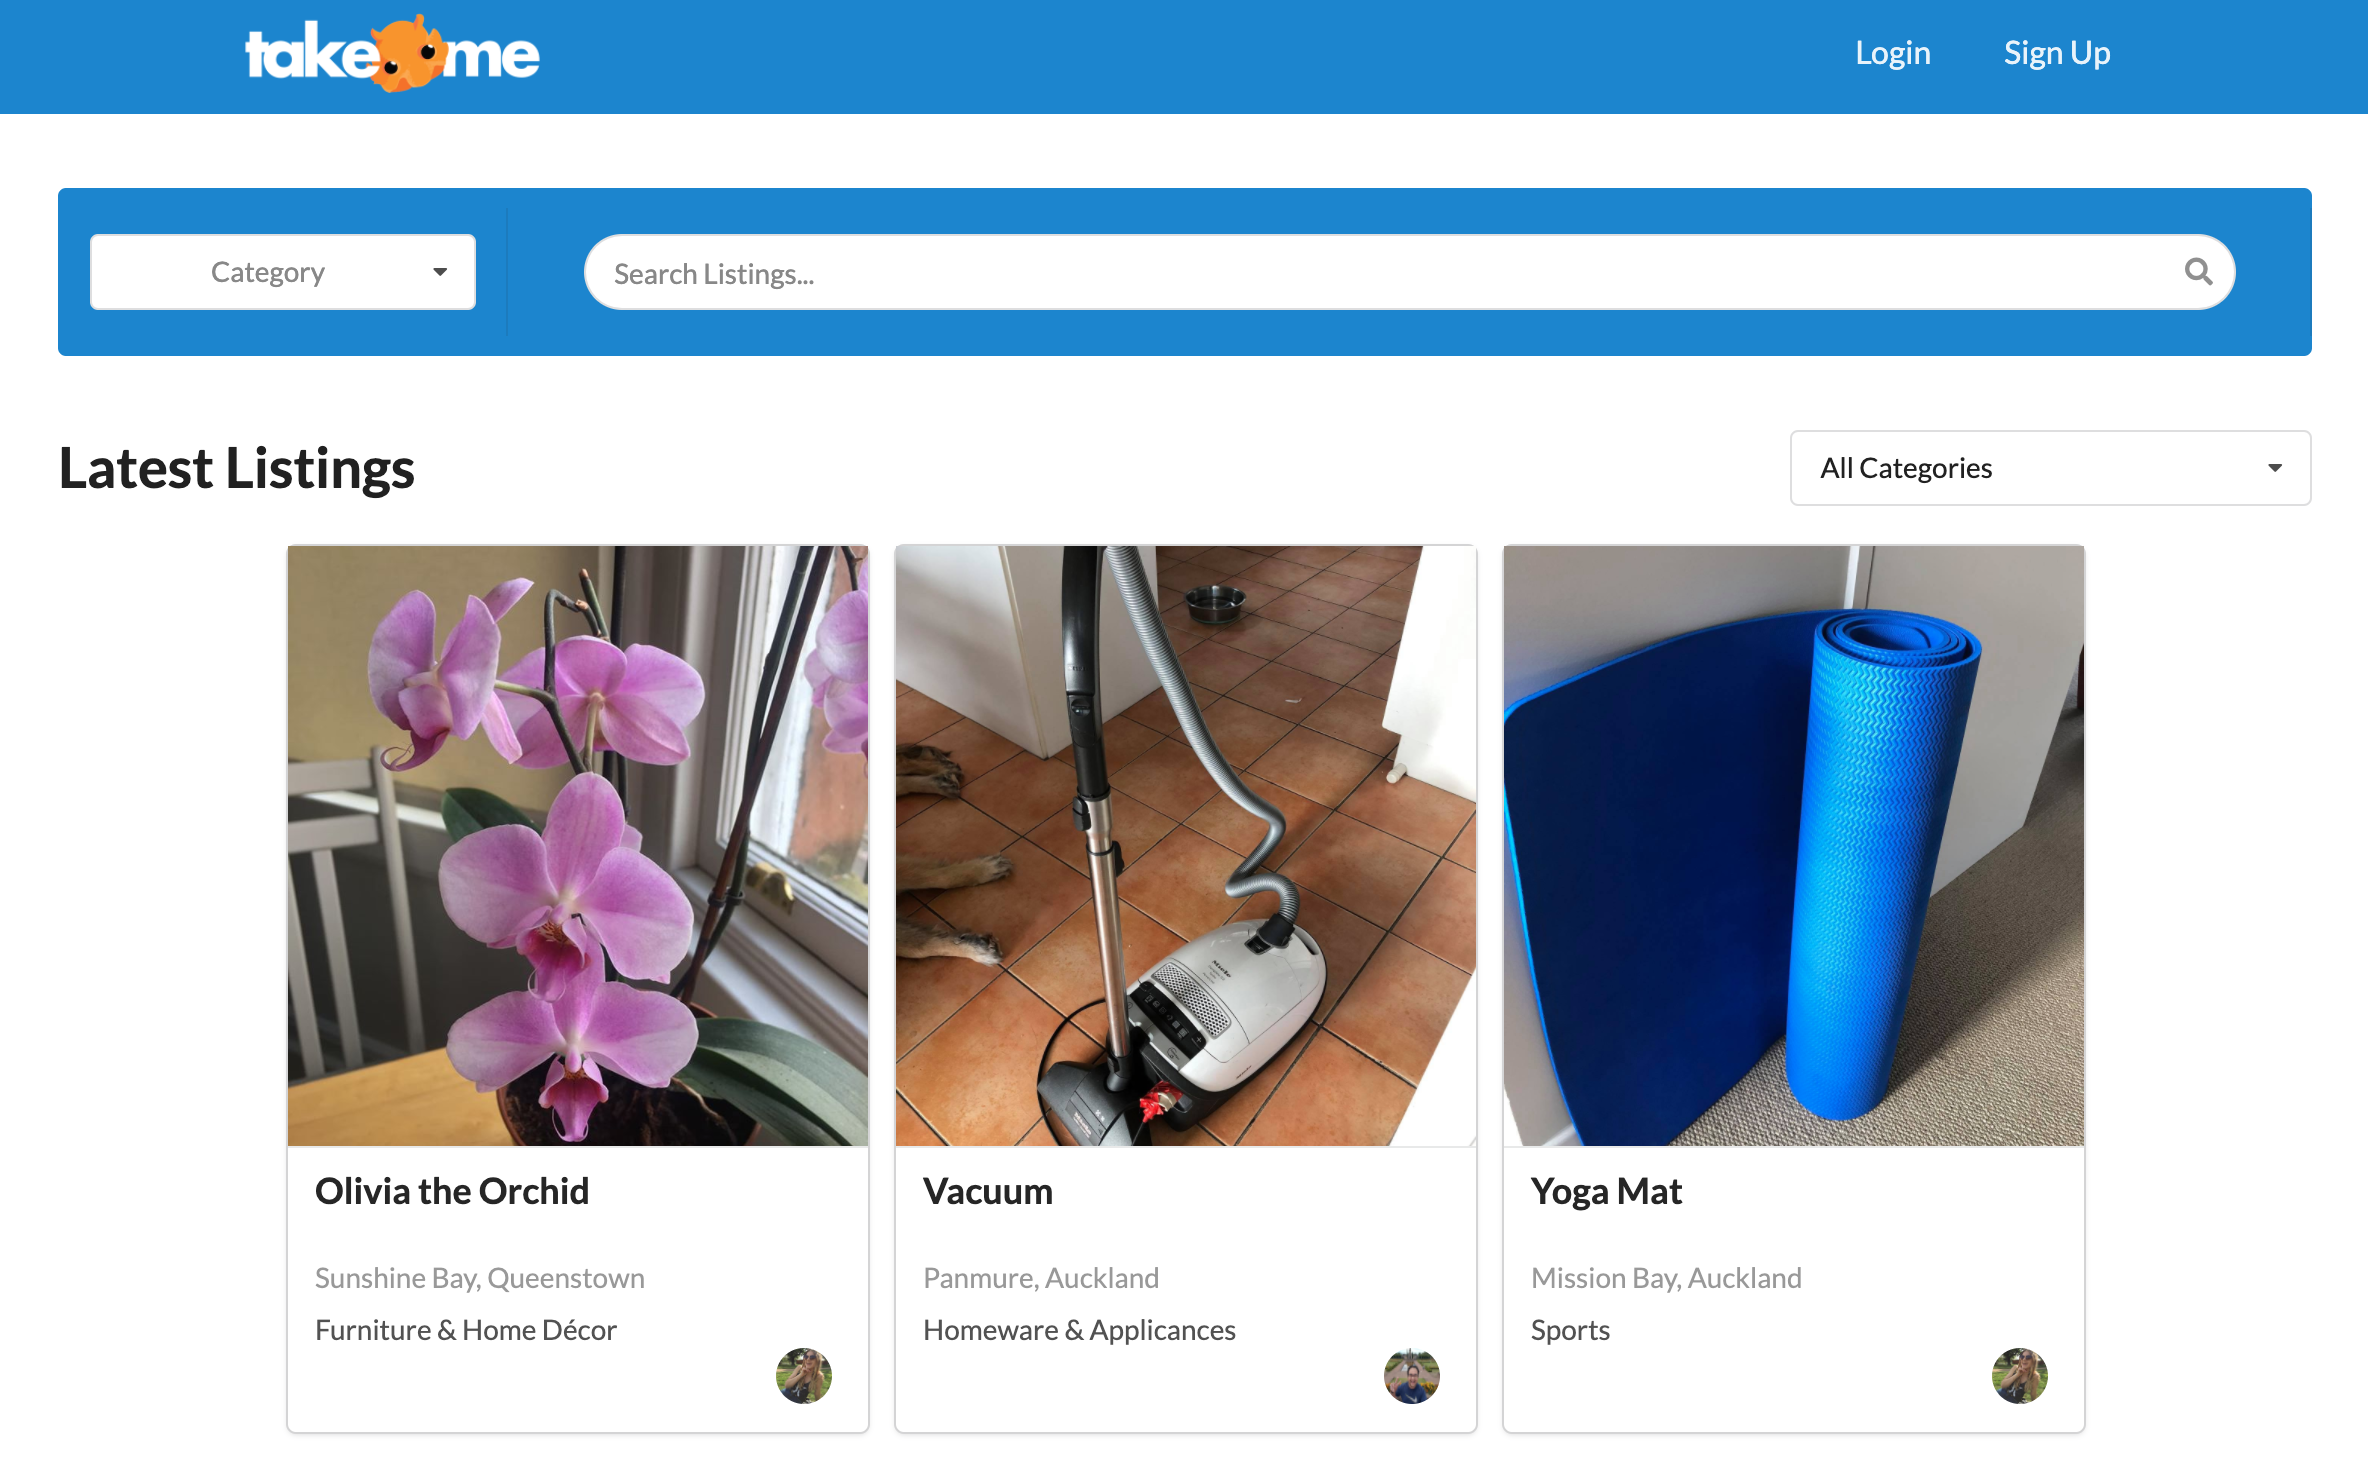 take me
Login
Sign Up
Category
Search Listings...
Latest Listings
All Categories
Miele
Olivia the Orchid
Sunshine Bay, Queenstown
Furniture & Home Décor
Vacuum
Panmure, Auckland
Homeware & Applicances
Yoga Mat
Mission Bay, Auckland
Sports